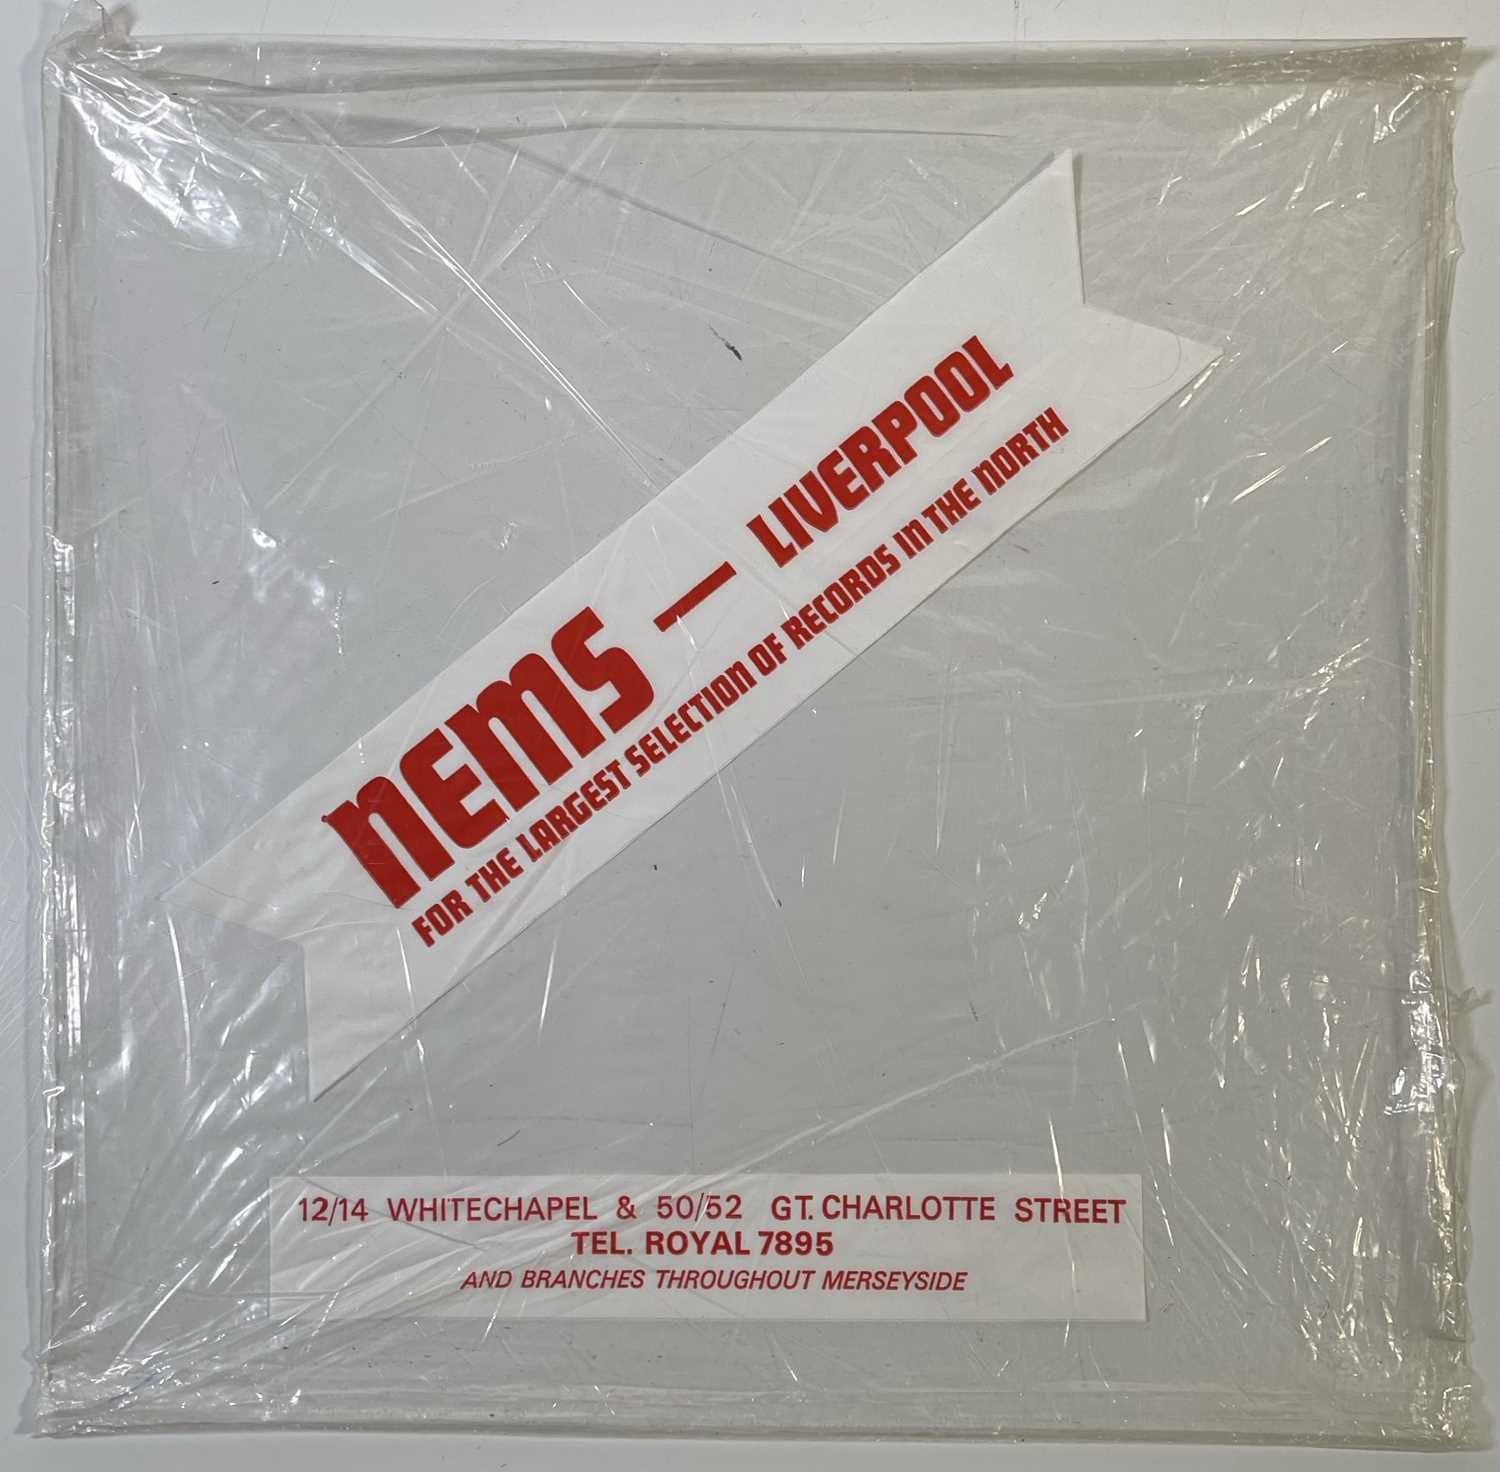 NEMS — LIVERPOOL
FOR THE LARGEST SELECTION OF RECORDS IN THE NORTH
12/14 WHITECHAPEL & 50/52 GT. CHARLOTTE STREET
TEL. ROYAL 7895
AND BRANCHES THROUGHOUT MERSEYSIDE